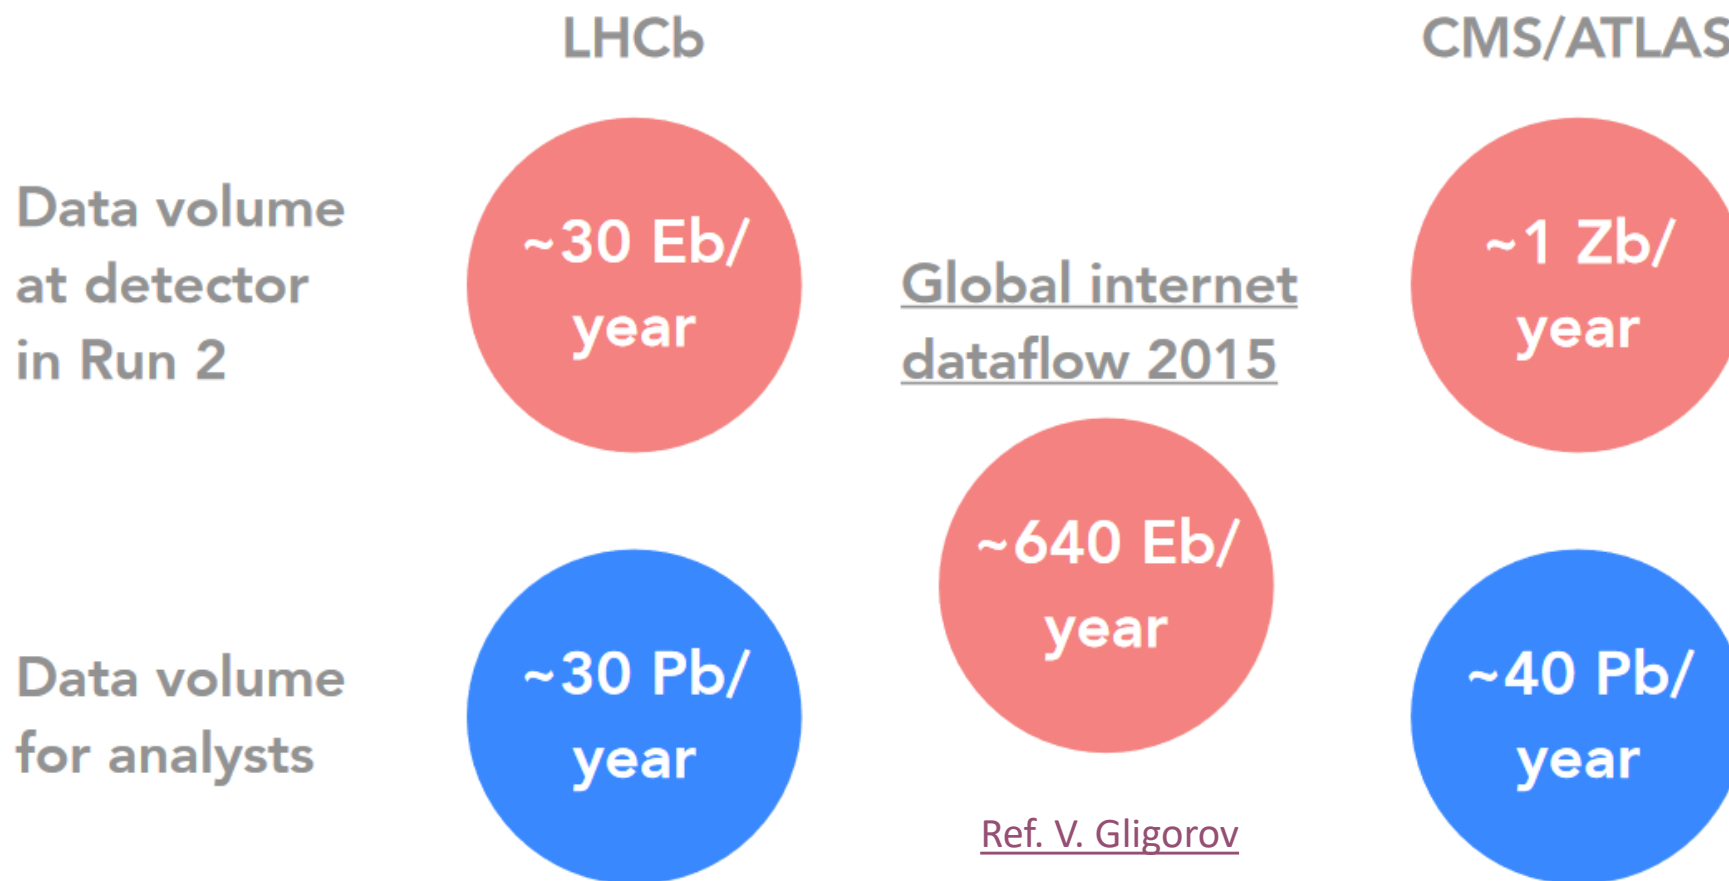 LHCb
CMS/ATLAS
Data volume
at detector
in Run 2
~30 Eb/
year
Global internet
dataflow 2015
~1 Zb/
year
~640 Eb/
year
Data volume
for analysts
~30 Pb/
year
~40 Pb/
year
Ref. V. Gligorov